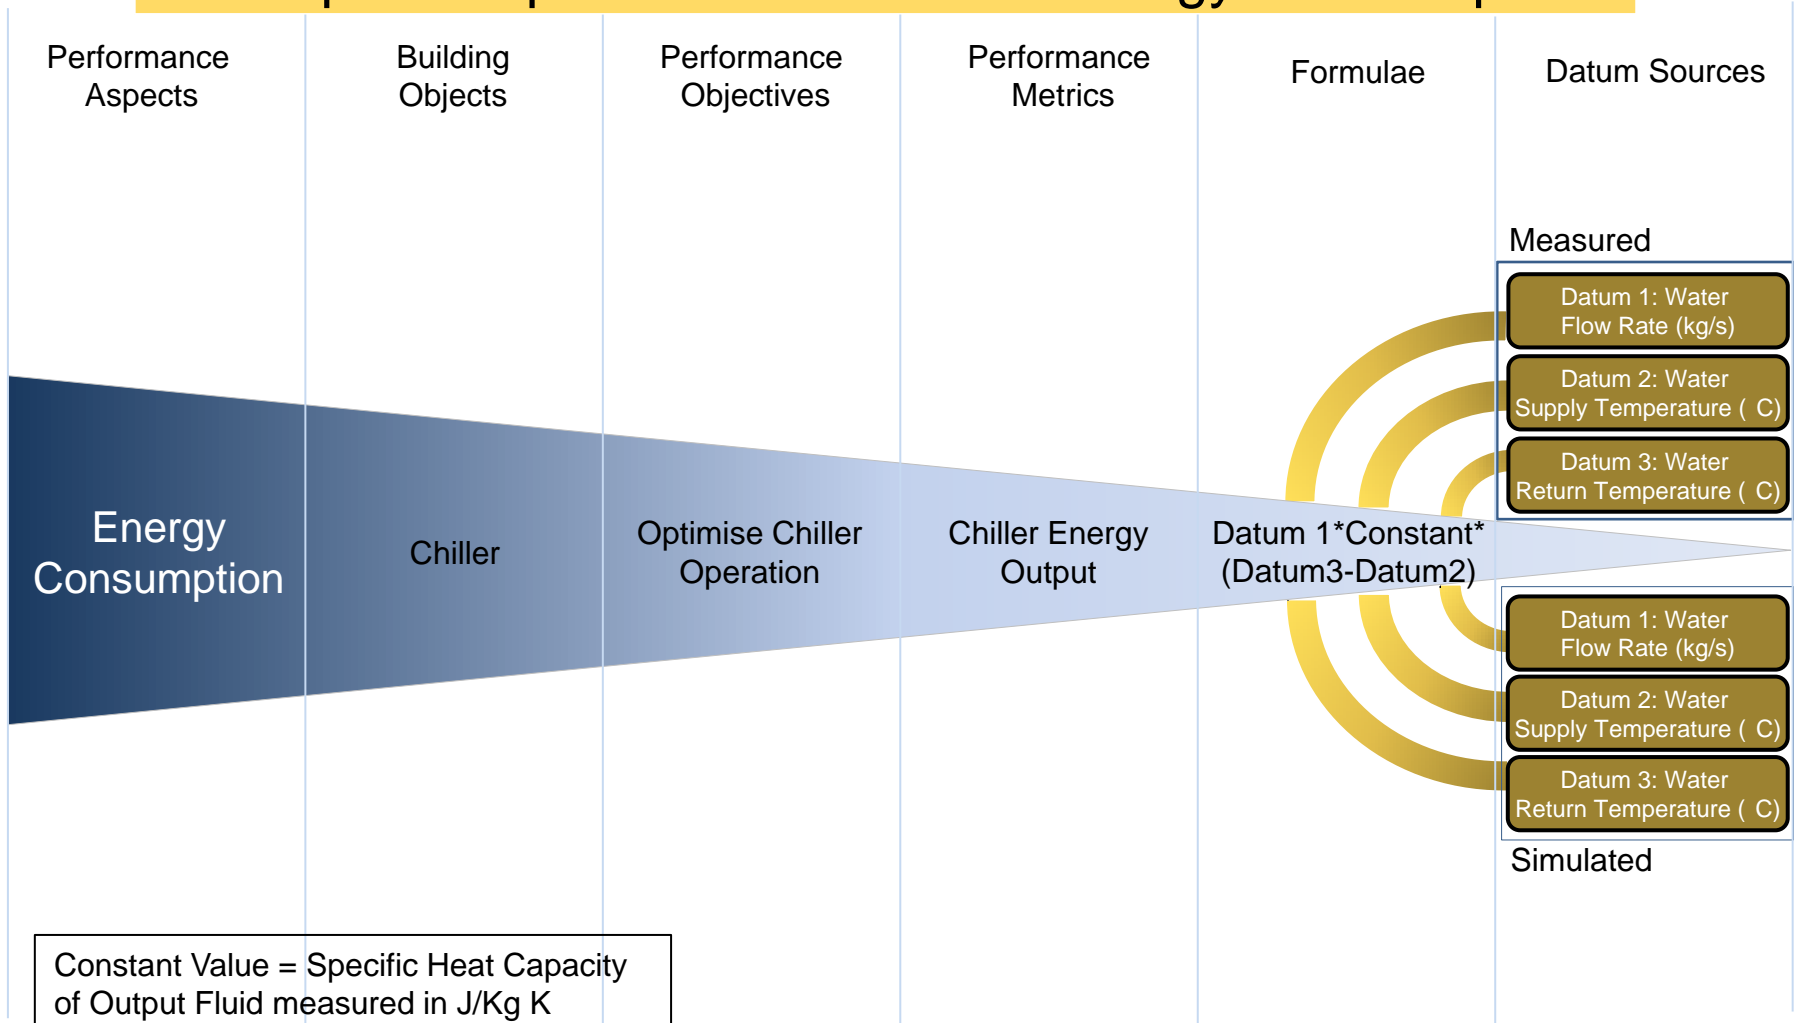 Performance
Aspects
Building
Objects
Performance
Objectives
Performance
Metrics
Formulae
Datum Sources
Measured
Datum 1: Water
Flow Rate (kg/s)
Datum 2: Water
Supply Temperature ( C)
Datum 3: Water
Return Temperature ( C)
Energy
Consumption
Chiller
Optimise Chiller
Operation
Chiller Energy
Output
Datum 1*Constant*
(Datum3-Datum2)
Datum 1: Water
Flow Rate (kg/s)
Datum 2: Water
Supply Temperature ( C)
Datum 3: Water
Return Temperature ( C)
Simulated
Constant Value = Specific Heat Capacity
of Output Fluid measured in J/Kg K